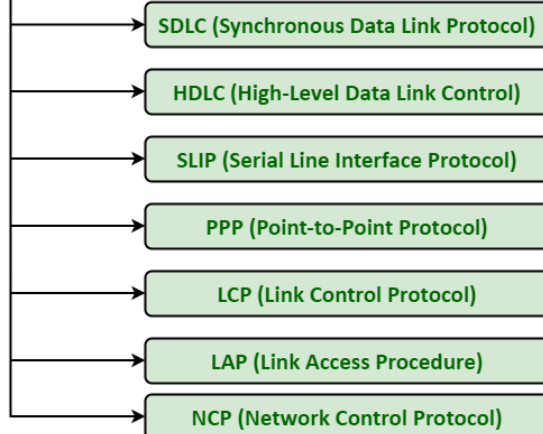 SDLC (Synchronous Data Link Protocol)
HDLC (High-Level Data Link Control)
SLIP (Serial Line Interface Protocol)
PPP (Point-to-Point Protocol)
LCP (Link Control Protocol)
LAP (Link Access Procedure)
NCP (Network Control Protocol)